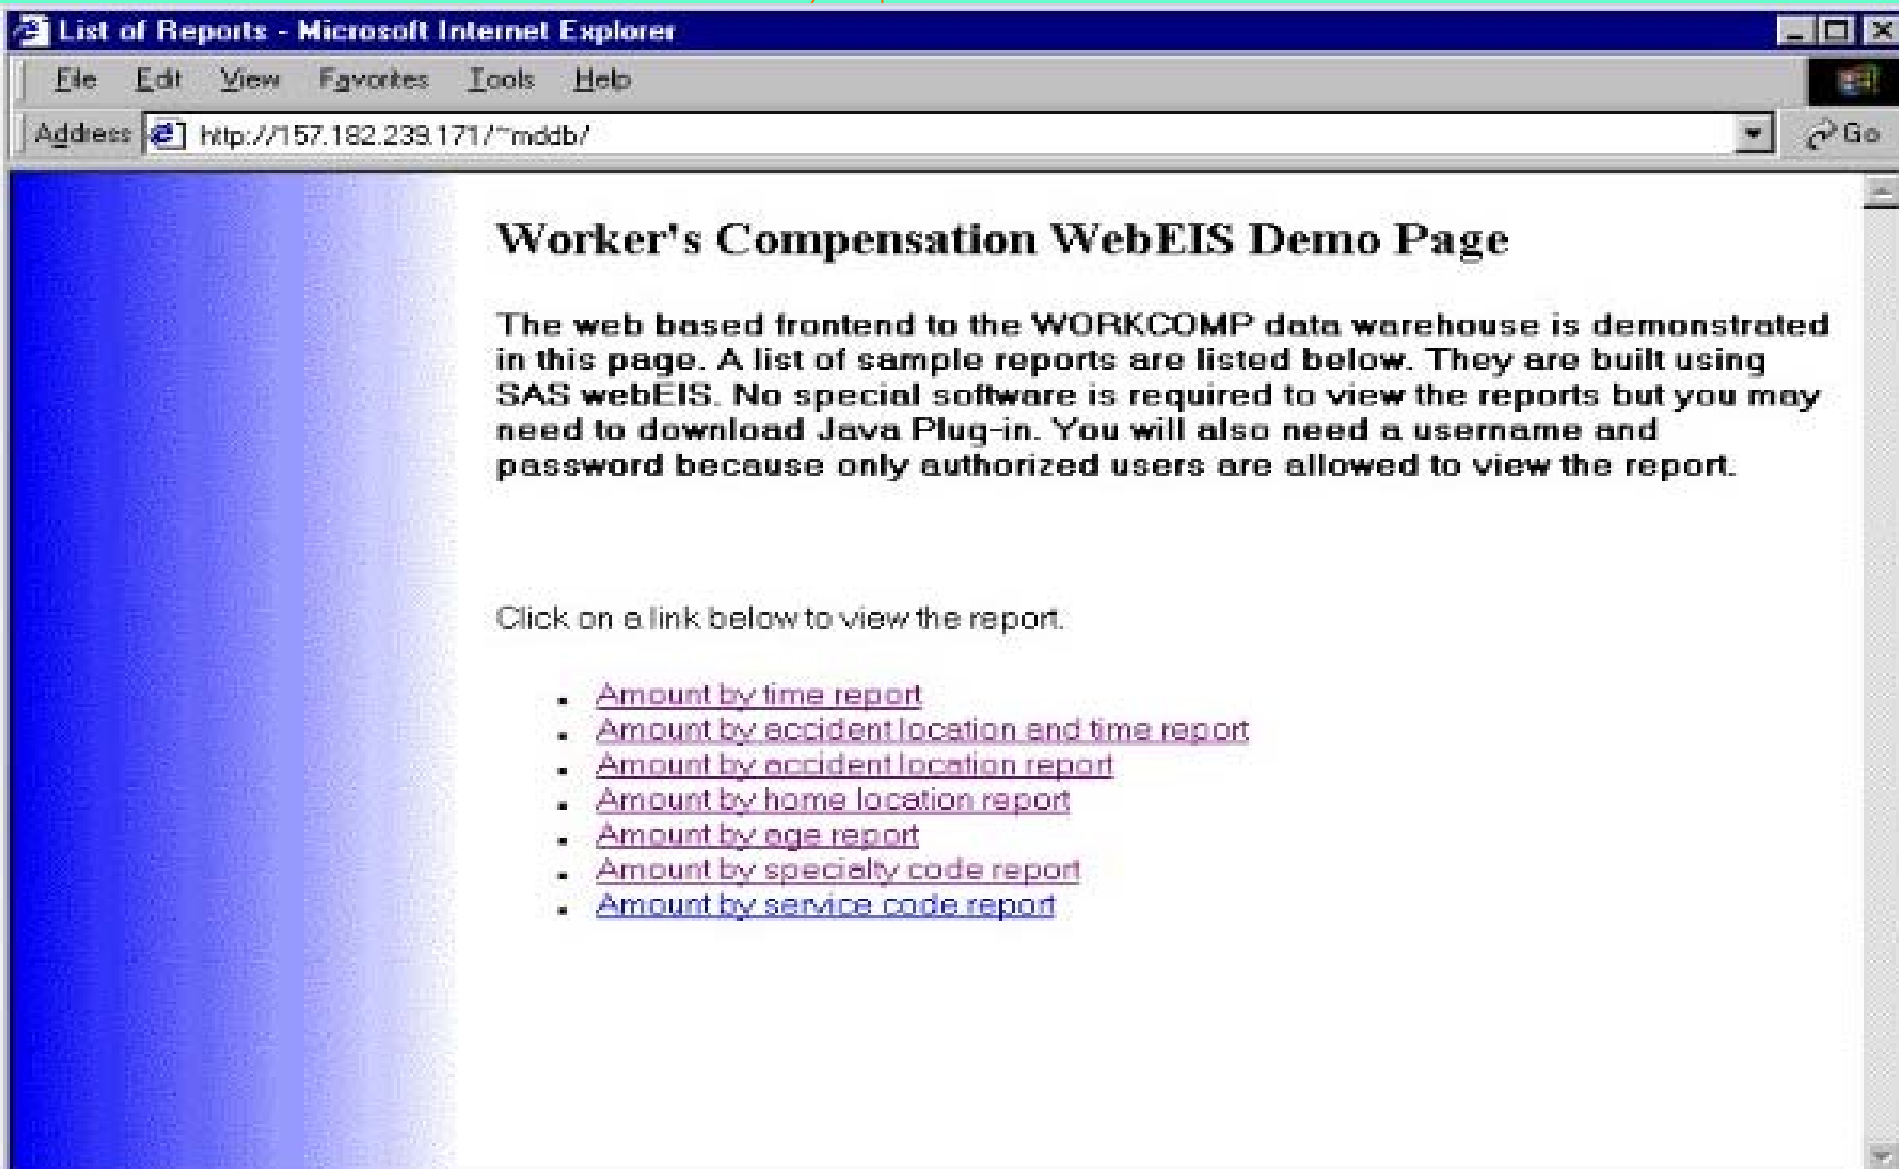 List of Reports - Microsoft Internet Explorer
File Edit View Favorites Tools Help
Address http://157.182.239.171/~mddb/ Go
Worker's Compensation WebEIS Demo Page
The web based frontend to the WORKCOMP data warehouse is demonstrated
in this page. A list of sample reports are listed below. They are built using
SAS webEIS. No special software is required to view the reports but you may
need to download Java Plug-in. You will also need a username and
password because only authorized users are allowed to view the report.
Click on a link below to view the report.
Amount by time report
Amount by accident location and time report
Amount by accident location report
Amount by home location report
Amount by age report
Amount by specialty code report
Amount by service code report